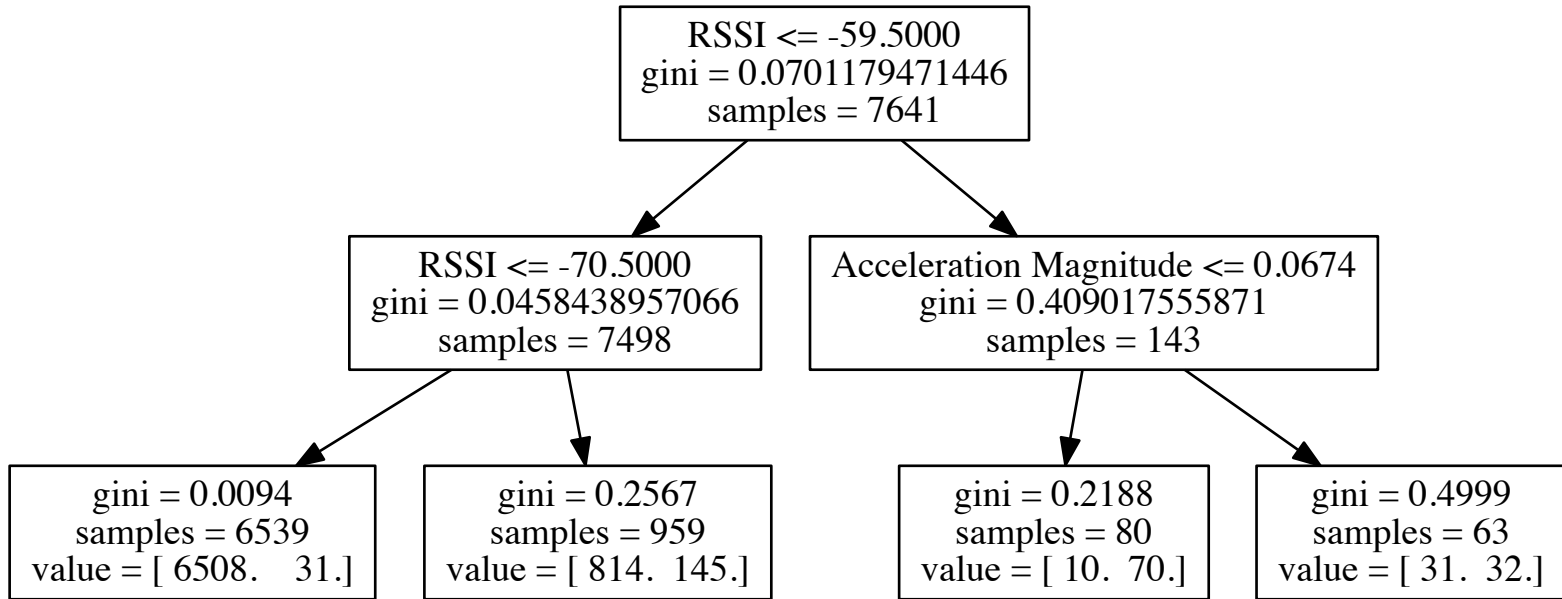 RSSI <= -59.5000
gini = 0.0701179471446
samples = 7641
RSSI <= -70.5000
gini = 0.0458438957066
samples = 7498
Acceleration Magnitude <= 0.0674
gini = 0.409017555871
samples = 143
gini = 0.0094
samples = 6539
value = [ 6508. 31.]
gini = 0.2567
samples = 959
value = [ 814. 145.]
gini = 0.2188
samples = 80
value = [ 10. 70.]
gini = 0.4999
samples = 63
value = [ 31. 32.]